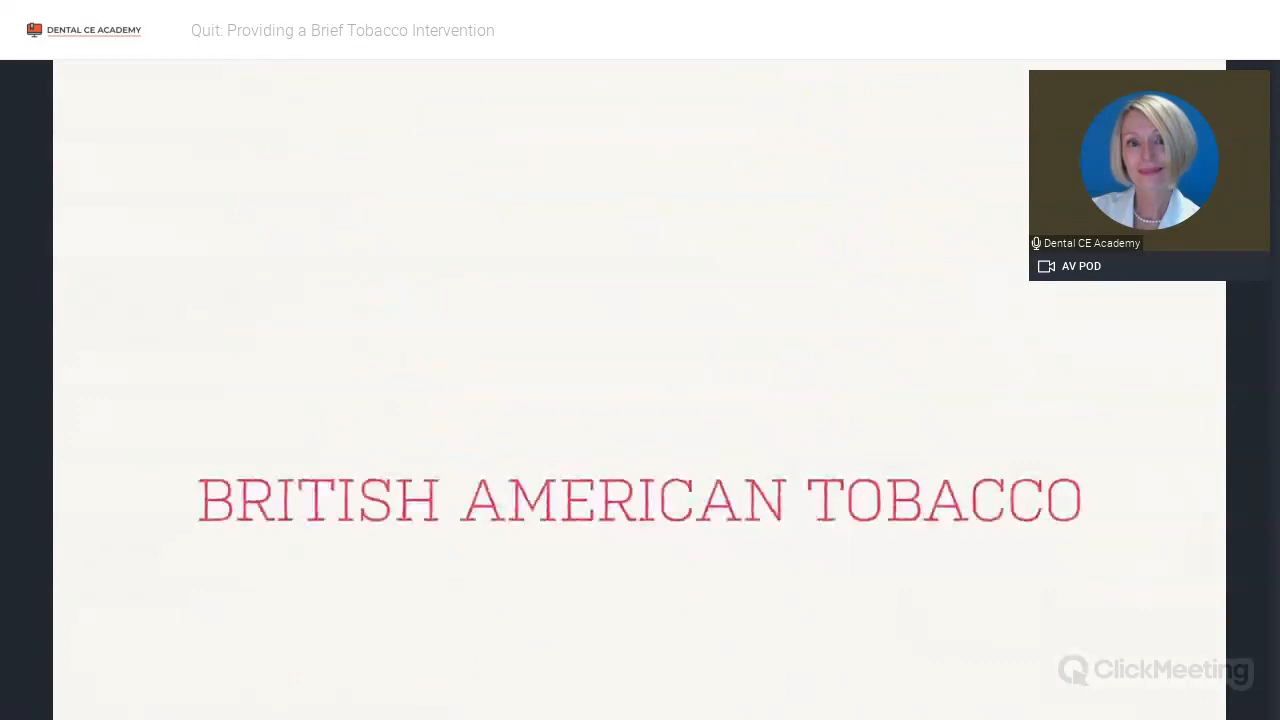 DENTAL CE ACADEMY
Quit: Providing a Brief Tobacco Intervention
Dental CE Academy
AV POD
BRITISH AMERICAN TOBACCO
ClickMeeting